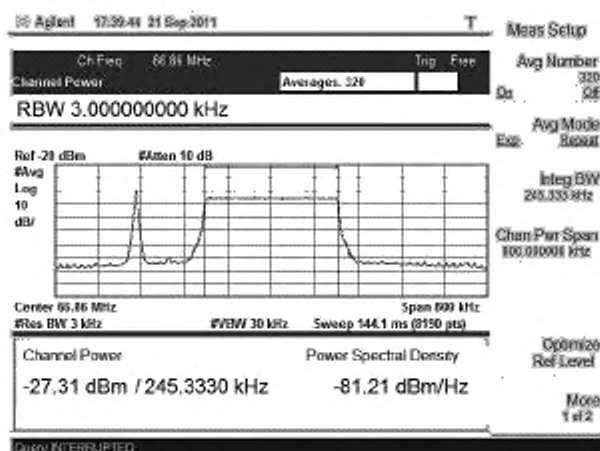 Agilent 17:39:44 21 Sep 2011 T
Ch Freq 66.86 MHz Trig Free
Channel Power Averages: 320
RBW 3.000000000 kHz
Ref -20 dBm #Atten 10 dB
#Avg
Log
10
dB/
Center 66.86 MHz Span 800 kHz
#Res BW 3 kHz #VBW 30 kHz Sweep 144.1 ms (8190 pts)
Channel Power Power Spectral Density
-27.31 dBm / 245.3330 kHz -81.21 dBm/Hz
Query INTERRUPTED
Meas Setup
Avg Number
320
On Off
Avg Mode
Exp Repeat
Integ BW
245.333 kHz
Chan Pwr Span
800.000000 kHz
Optimize
Ref Level
More
1 of 2